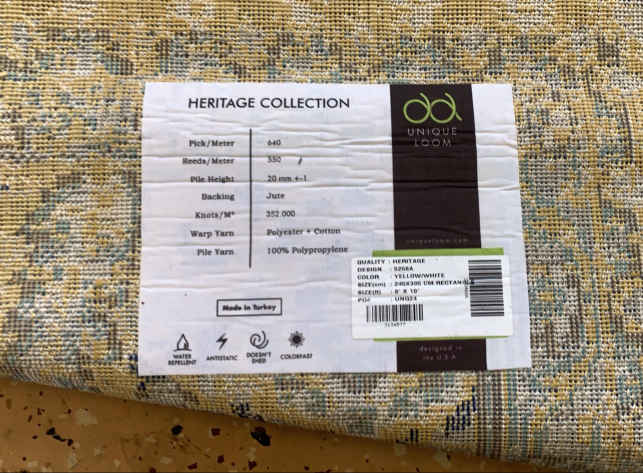 HERITAGE COLLECTION
Pick/Meter 640
Reeds/Meter 550
Pile Height 20 mm +-1
Backing Jute
Knots/M² 352 000
Warp Yarn Polyester + Cotton
Pile Yarn 100% Polypropylene
Made in Turkey
WATER REPELLENT
ANTISTATIC
DOESN'T SHED
COLORFAST
UNIQUE
LOOM
uniqueloom.com
QUALITY : HERITAGE
DESIGN
COLOR : YELLOW/WHITE
SIZE(cm) : 245X305 CM RECTANGLE
SIZE(ft) : 8' X 10'
PO# : UNQ21
designed in
the U.S.A